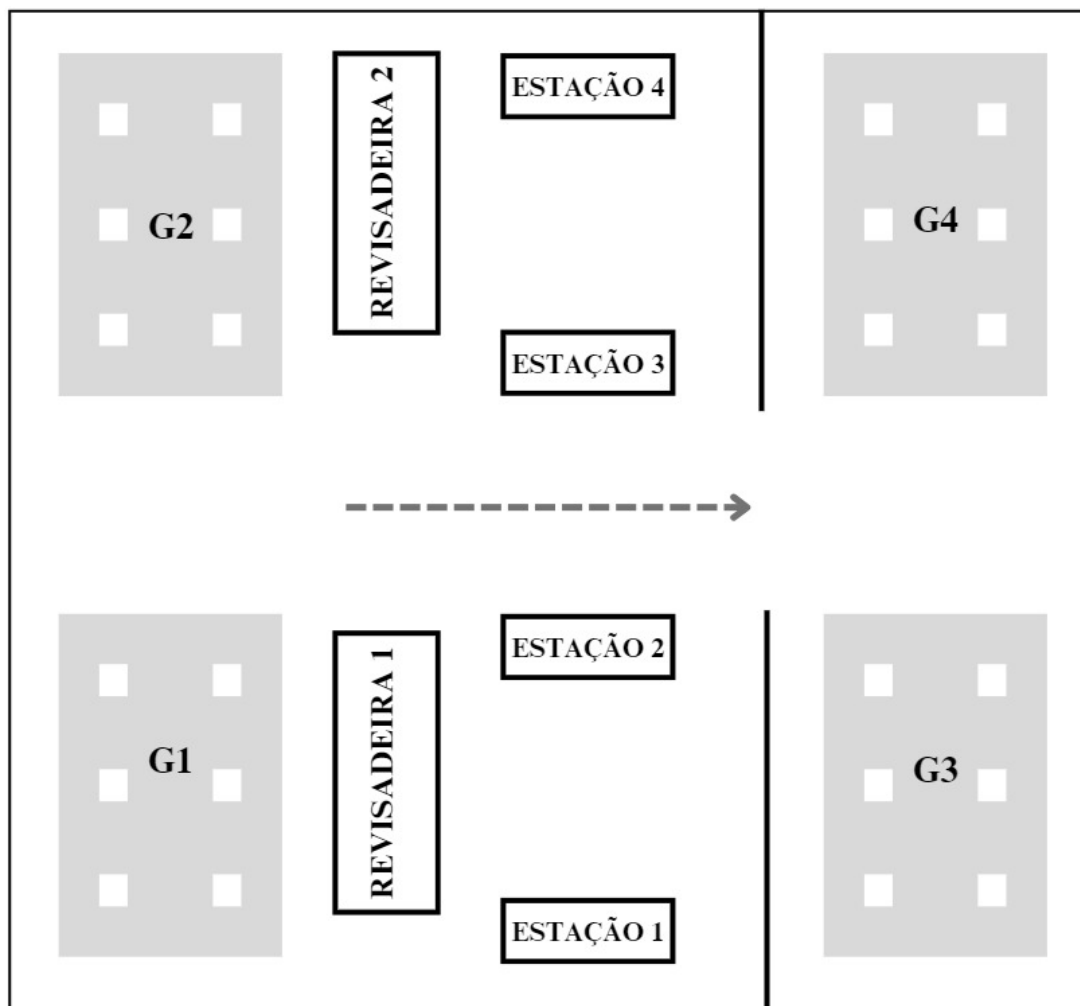 G2
REVISADEIRA 2
ESTAÇÃO 4
ESTAÇÃO 3
G4
G1
REVISADEIRA 1
ESTAÇÃO 2
ESTAÇÃO 1
G3